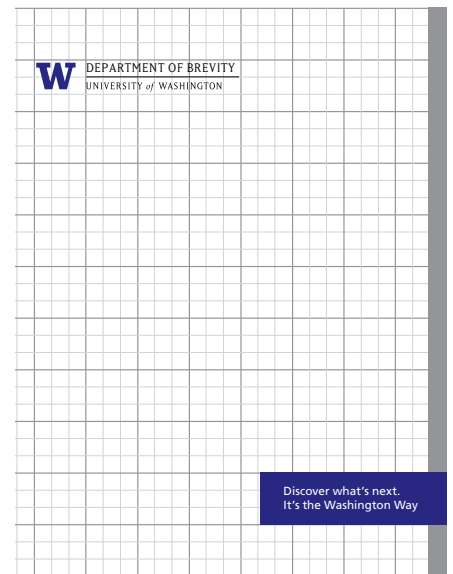 W
DEPARTMENT OF BREVITY
UNIVERSITY of WASHINGTON
Discover what's next.
It's the Washington Way